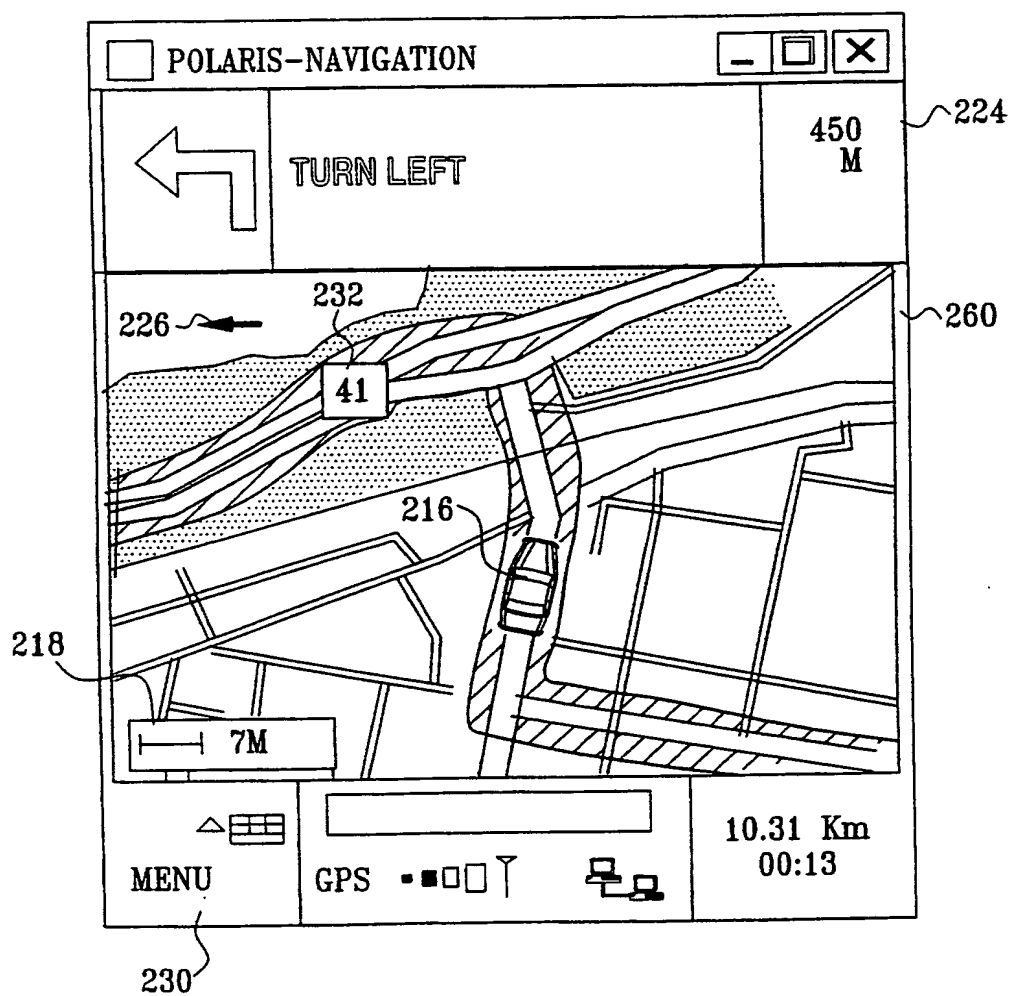 POLARIS-NAVIGATION
224
450
M
TURN LEFT
232
226
260
41
216
218
7M
10.31 Km
00:13
MENU
GPS
230